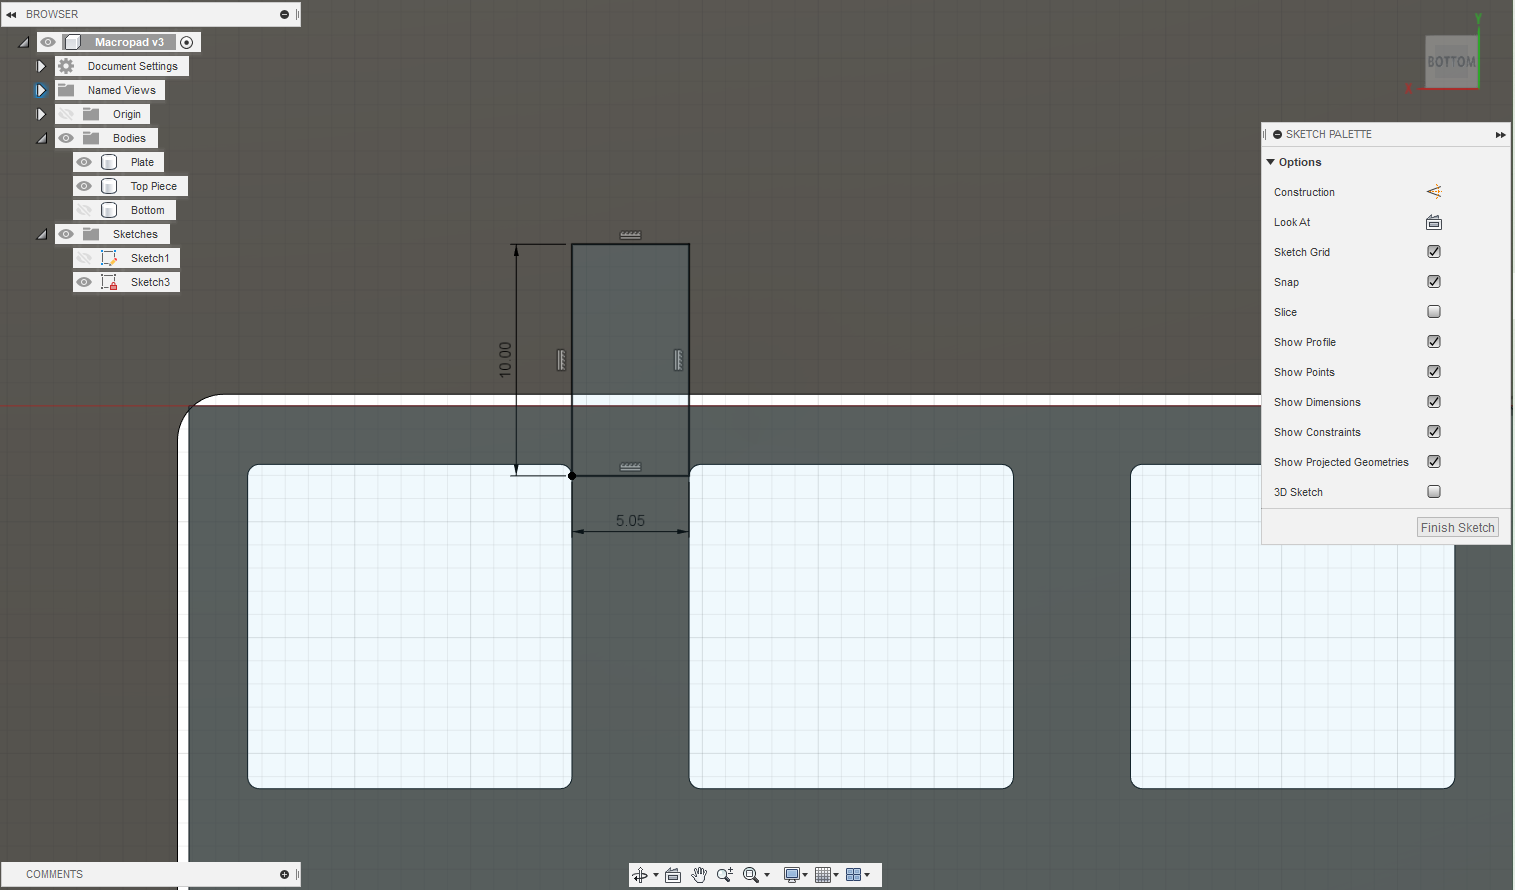 BROWSER
Macropad v3
Document Settings
Named Views
Origin
Bodies
Plate
Top Piece
Bottom
Sketches
Sketch1
Sketch3
10.00
5.05
Y
BOTTOM
X
SKETCH PALETTE
Options
Construction
Look At
Sketch Grid
Snap
Slice
Show Profile
Show Points
Show Dimensions
Show Constraints
Show Projected Geometries
3D Sketch
Finish Sketch
COMMENTS